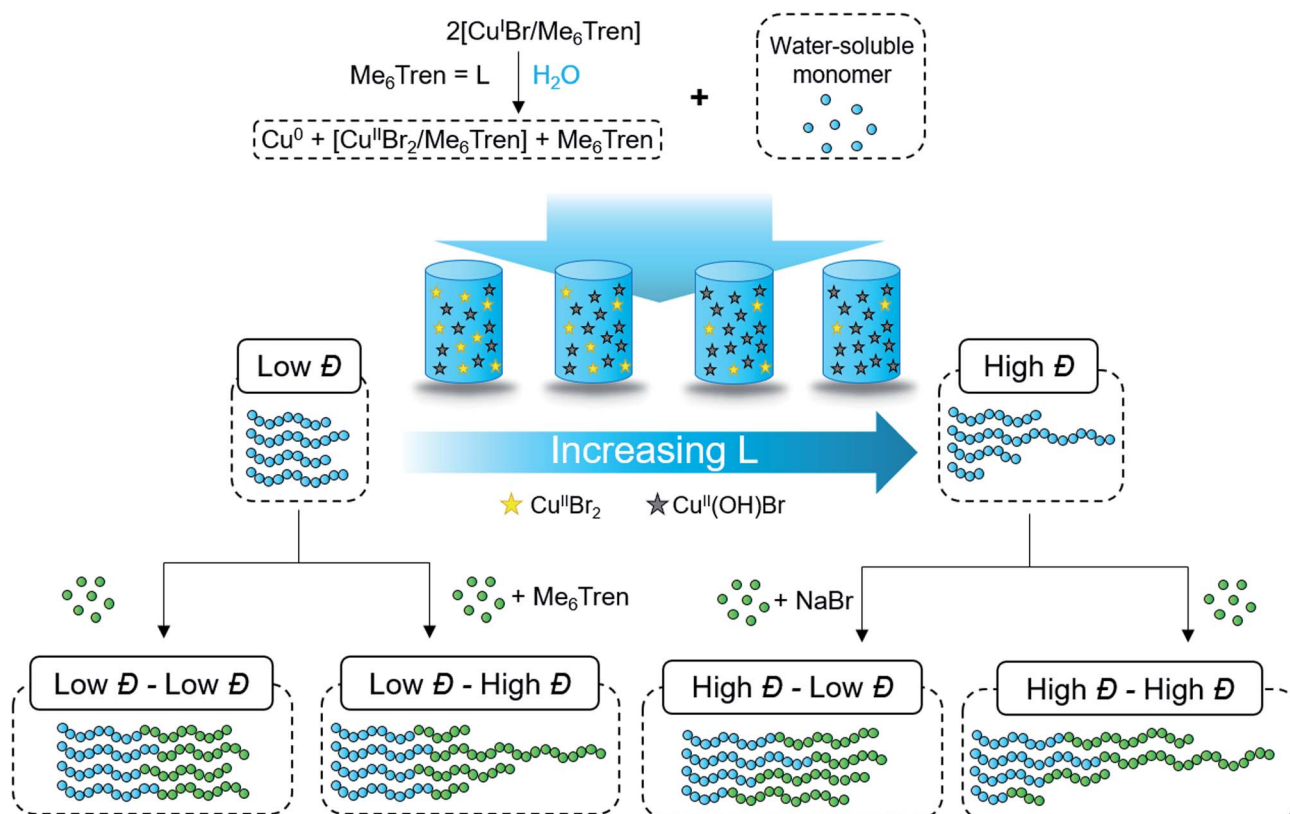 2[CuᴵBr/Me₆Tren]
Me₆Tren = L
H₂O
Cu⁰ + [CuᴵᴵBr₂/Me₆Tren] + Me₆Tren
+
Water-soluble
monomer
Low Đ
High Đ
Increasing L
CuᴵᴵBr₂
Cuᴵᴵ(OH)Br
+ Me₆Tren
+ NaBr
Low Đ - Low Đ
Low Đ - High Đ
High Đ - Low Đ
High Đ - High Đ